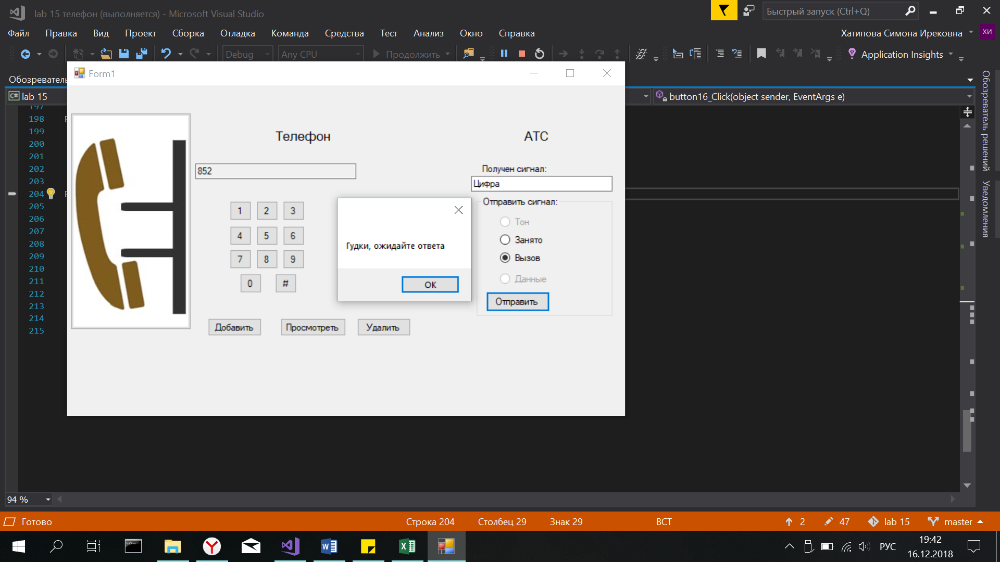 lab 15 телефон (выполняется) - Microsoft Visual Studio
Быстрый запуск (Ctrl+Q)
Файл Правка Вид Проект Сборка Отладка Команда Средства Тест Анализ Окно Справка
Хатипова Симона Ирековна
ХИ
Debug Any CPU Продолжить Application Insights
Обозреватель
Form1
C# lab 15
button16_Click(object sender, EventArgs e)
Обозреватель решений
Уведомления
197
198
199
200
201
202
203
204
205
206
207
208
209
210
211
212
213
214
215
Телефон
АТС
852
Получен сигнал:
Цифра
Отправить сигнал:
Тон
Занято
Вызов
Данные
Отправить
1 2 3
4 5 6
7 8 9
0 #
Гудки, ожидайте ответа
OK
Добавить Просмотреть Удалить
94 %
Готово Строка 204 Столбец 29 Знак 29 ВСТ 2 47 lab 15 master
РУС
19:42
16.12.2018